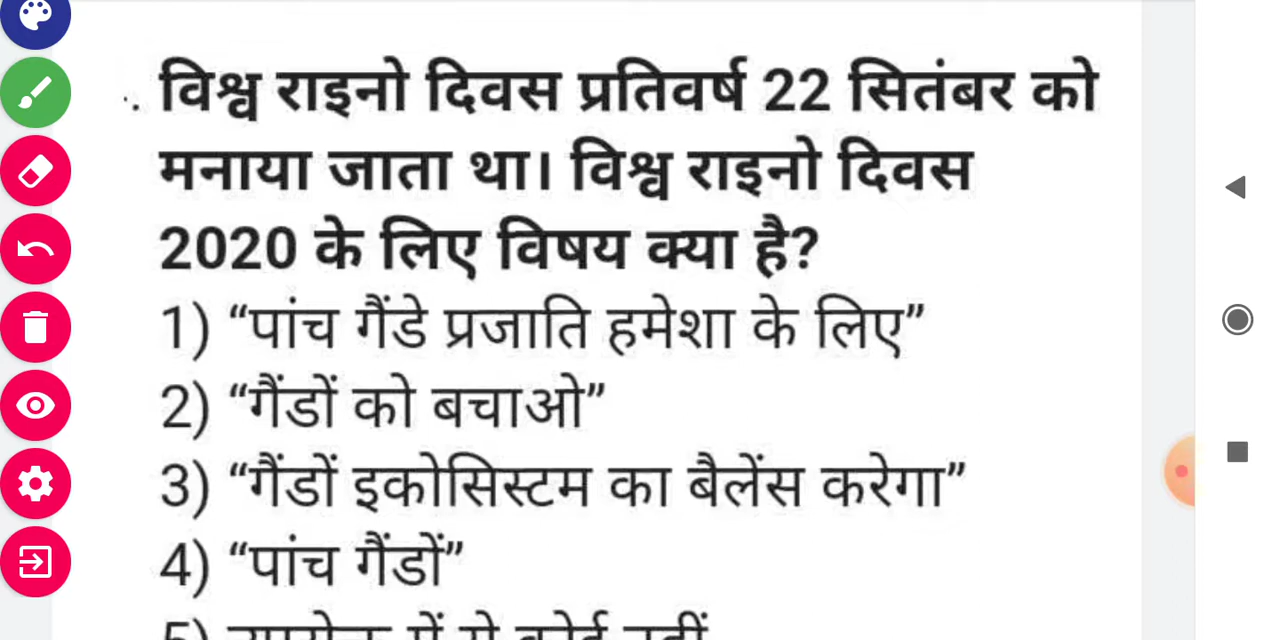 विश्व राइनो दिवस प्रतिवर्ष 22 सितंबर को
मनाया जाता था। विश्व राइनो दिवस
2020 के लिए विषय क्या है?
1) “पांच गैंडे प्रजाति हमेशा के लिए”
2) “गैंडों को बचाओ”
3) “गैंडों इकोसिस्टम का बैलेंस करेगा”
4) “पांच गैंडों”